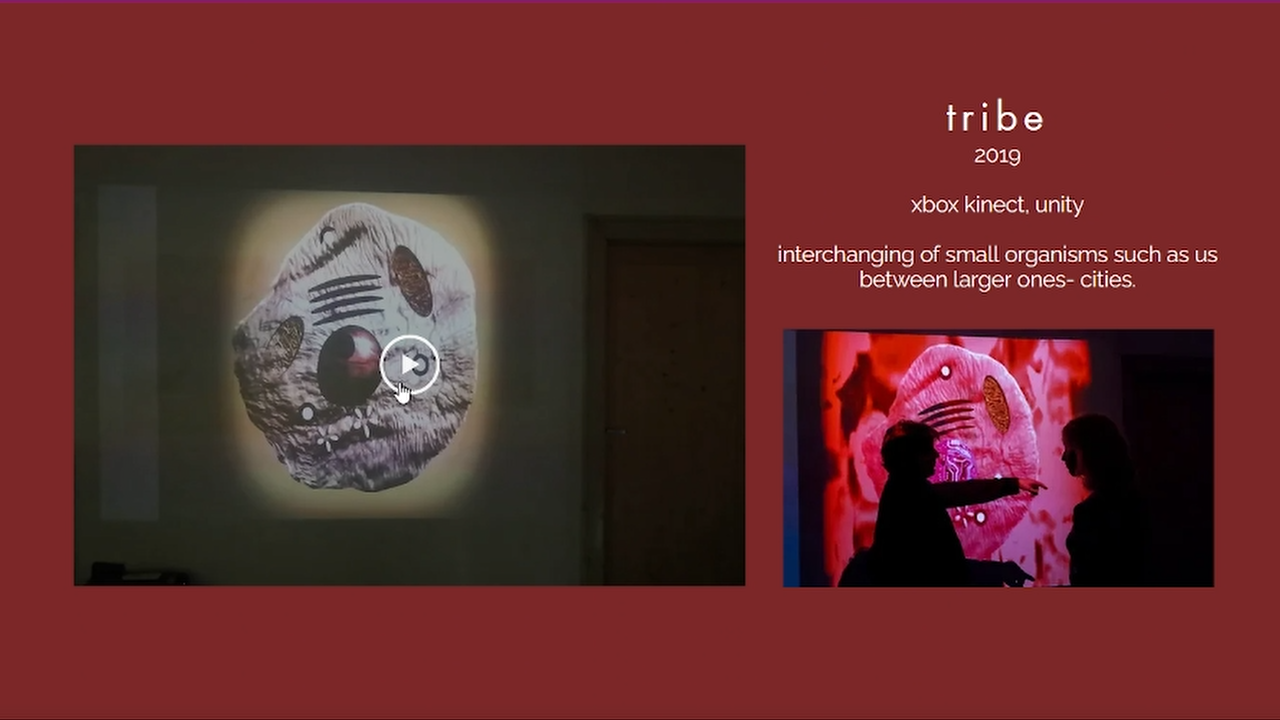 tribe
2019
xbox kinect, unity
interchanging of small organisms such as us
between larger ones- cities.